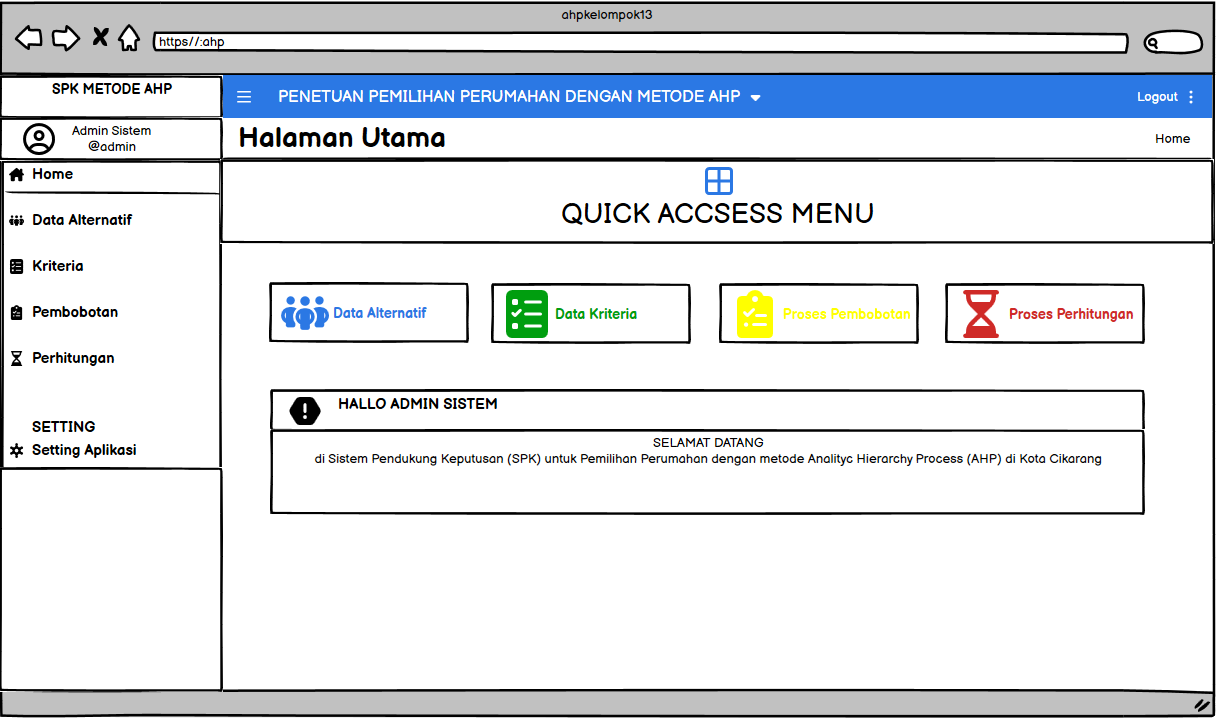 ahpkelompok13
https//:ahp
SPK METODE AHP
PENETUAN PEMILIHAN PERUMAHAN DENGAN METODE AHP
Logout
Admin Sistem
@admin
Halaman Utama
Home
Home
Data Alternatif
Kriteria
Pembobotan
Perhitungan
SETTING
Setting Aplikasi
QUICK ACCSESS MENU
Data Alternatif
Data Kriteria
Proses Pembobotan
Proses Perhitungan
HALLO ADMIN SISTEM
SELAMAT DATANG
di Sistem Pendukung Keputusan (SPK) untuk Pemilihan Perumahan dengan metode Analityc Hierarchy Process (AHP) di Kota Cikarang